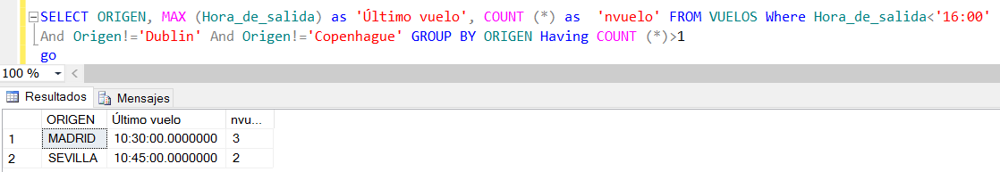 SELECT ORIGEN, MAX (Hora_de_salida) as 'Último vuelo', COUNT (*) as  'nvuelo' FROM VUELOS Where Hora_de_salida<'16:00'
And Origen!='Dublin' And Origen!='Copenhague' GROUP BY ORIGEN Having COUNT (*)>1
go
100 %
Resultados Mensajes
ORIGEN Último vuelo nvu...
1 MADRID 10:30:00.0000000 3
2 SEVILLA 10:45:00.0000000 2